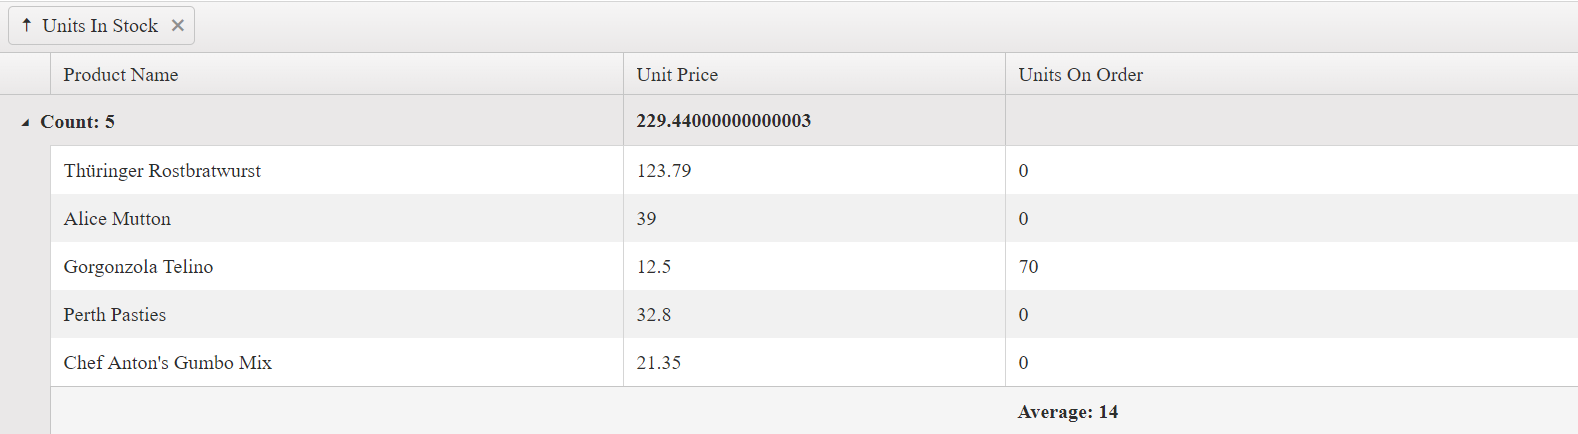 ↑ Units In Stock ×
Product Name Unit Price Units On Order
Count: 5 229.44000000000003
Thüringer Rostbratwurst 123.79 0
Alice Mutton 39 0
Gorgonzola Telino 12.5 70
Perth Pasties 32.8 0
Chef Anton's Gumbo Mix 21.35 0
Average: 14